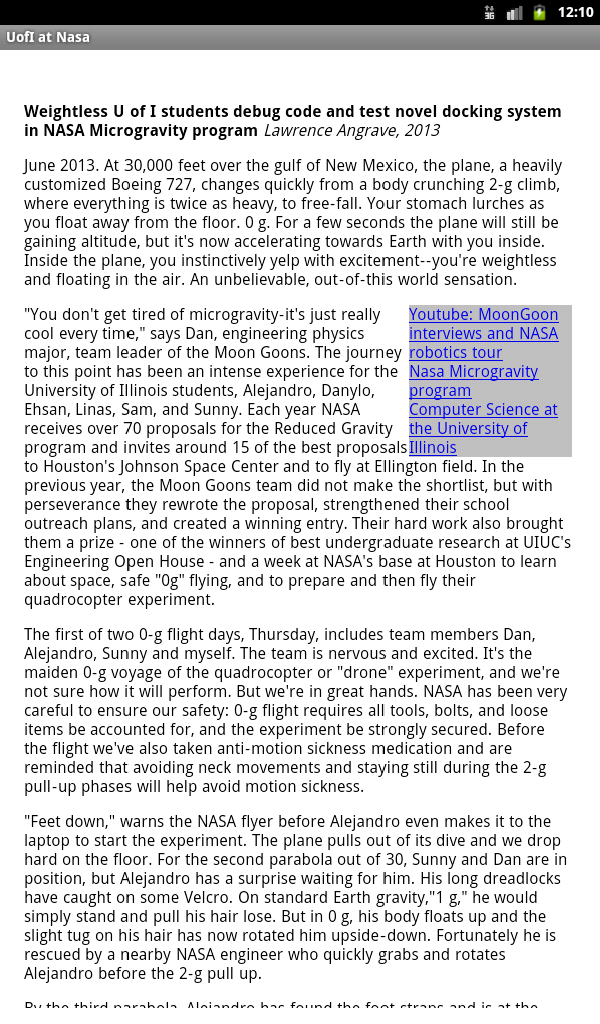 3G 12:10
UofI at Nasa
Weightless U of I students debug code and test novel docking system
in NASA Microgravity program Lawrence Angrave, 2013
June 2013. At 30,000 feet over the gulf of New Mexico, the plane, a heavily
customized Boeing 727, changes quickly from a body crunching 2-g climb,
where everything is twice as heavy, to free-fall. Your stomach lurches as
you float away from the floor. 0 g. For a few seconds the plane will still be
gaining altitude, but it's now accelerating towards Earth with you inside.
Inside the plane, you instinctively yelp with excitement--you're weightless
and floating in the air. An unbelievable, out-of-this world sensation.
"You don't get tired of microgravity-it's just really
cool every time," says Dan, engineering physics
major, team leader of the Moon Goons. The journey
to this point has been an intense experience for the
University of Illinois students, Alejandro, Danylo,
Ehsan, Linas, Sam, and Sunny. Each year NASA
receives over 70 proposals for the Reduced Gravity
program and invites around 15 of the best proposals
Youtube: MoonGoon
interviews and NASA
robotics tour
Nasa Microgravity
program
Computer Science at
the University of
Illinois
to Houston's Johnson Space Center and to fly at Ellington field. In the
previous year, the Moon Goons team did not make the shortlist, but with
perseverance they rewrote the proposal, strengthened their school
outreach plans, and created a winning entry. Their hard work also brought
them a prize - one of the winners of best undergraduate research at UIUC's
Engineering Open House - and a week at NASA's base at Houston to learn
about space, safe "0g" flying, and to prepare and then fly their
quadrocopter experiment.
The first of two 0-g flight days, Thursday, includes team members Dan,
Alejandro, Sunny and myself. The team is nervous and excited. It's the
maiden 0-g voyage of the quadrocopter or "drone" experiment, and we're
not sure how it will perform. But we're in great hands. NASA has been very
careful to ensure our safety: 0-g flight requires all tools, bolts, and loose
items be accounted for, and the experiment be strongly secured. Before
the flight we've also taken anti-motion sickness medication and are
reminded that avoiding neck movements and staying still during the 2-g
pull-up phases will help avoid motion sickness.
"Feet down," warns the NASA flyer before Alejandro even makes it to the
laptop to start the experiment. The plane pulls out of its dive and we drop
hard on the floor. For the second parabola out of 30, Sunny and Dan are in
position, but Alejandro has a surprise waiting for him. His long dreadlocks
have caught on some Velcro. On standard Earth gravity,"1 g," he would
simply stand and pull his hair lose. But in 0 g, his body floats up and the
slight tug on his hair has now rotated him upside-down. Fortunately he is
rescued by a nearby NASA engineer who quickly grabs and rotates
Alejandro before the 2-g pull up.
By the third parabola, Alejandro has found the foot straps and is at the